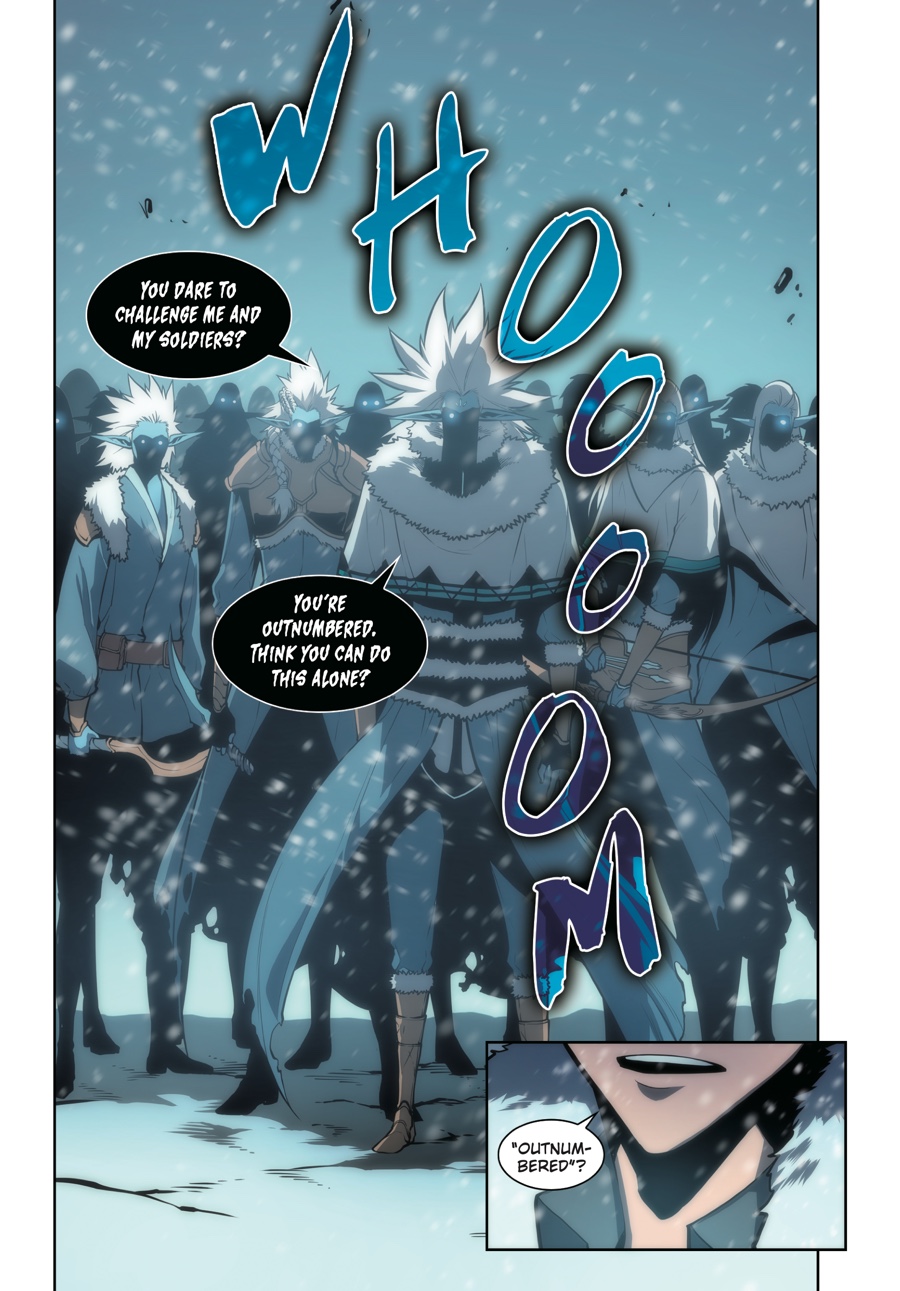 WHOOOOM
YOU DARE TO
CHALLENGE ME AND
MY SOLDIERS?
YOU'RE
OUTNUMBERED.
THINK YOU CAN DO
THIS ALONE?
"OUTNUM-
BERED"?